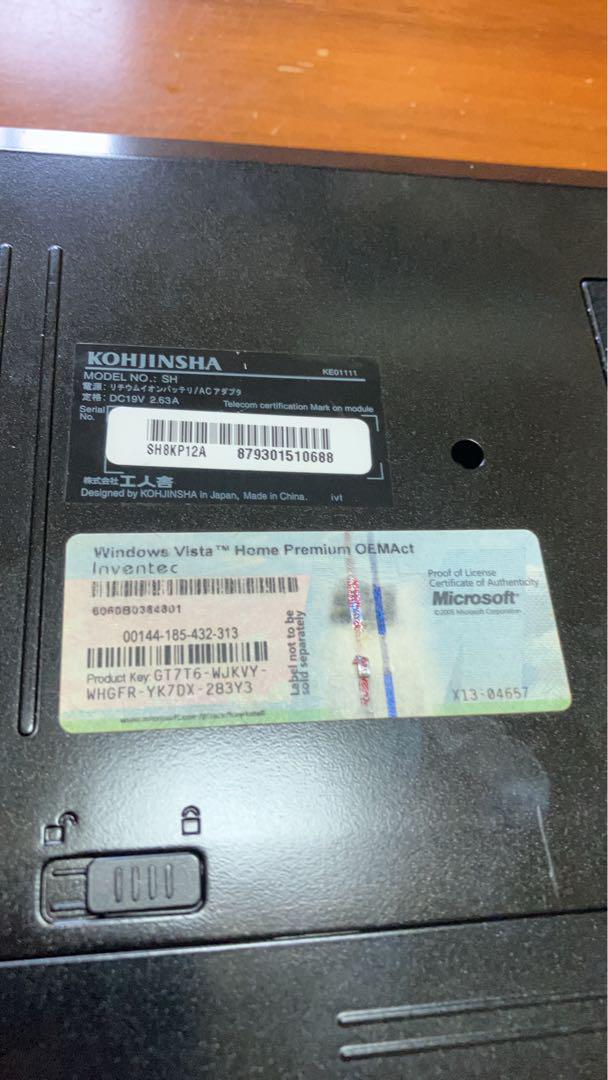 KOHJINSHA
KE01111
MODEL NO.: SH
電源: リチウムイオンバッテリ/ACアダプタ
定格: DC19V 2.63A
Telecom certification Mark on module
Serial
No.
SH8KP12A 879301510688
株式会社 工人舎
Designed by KOHJINSHA in Japan, Made in China. ivt
Windows Vista™ Home Premium OEMAct
Inventec
6060B0384801
00144-185-432-313
Product Key: GT7T6-WJKVY-
WHGFR-YK7DX-283Y3
Label not to be
sold separately
Proof of License
Certificate of Authenticity
Microsoft®
©2005 Microsoft Corporation
X13-04657